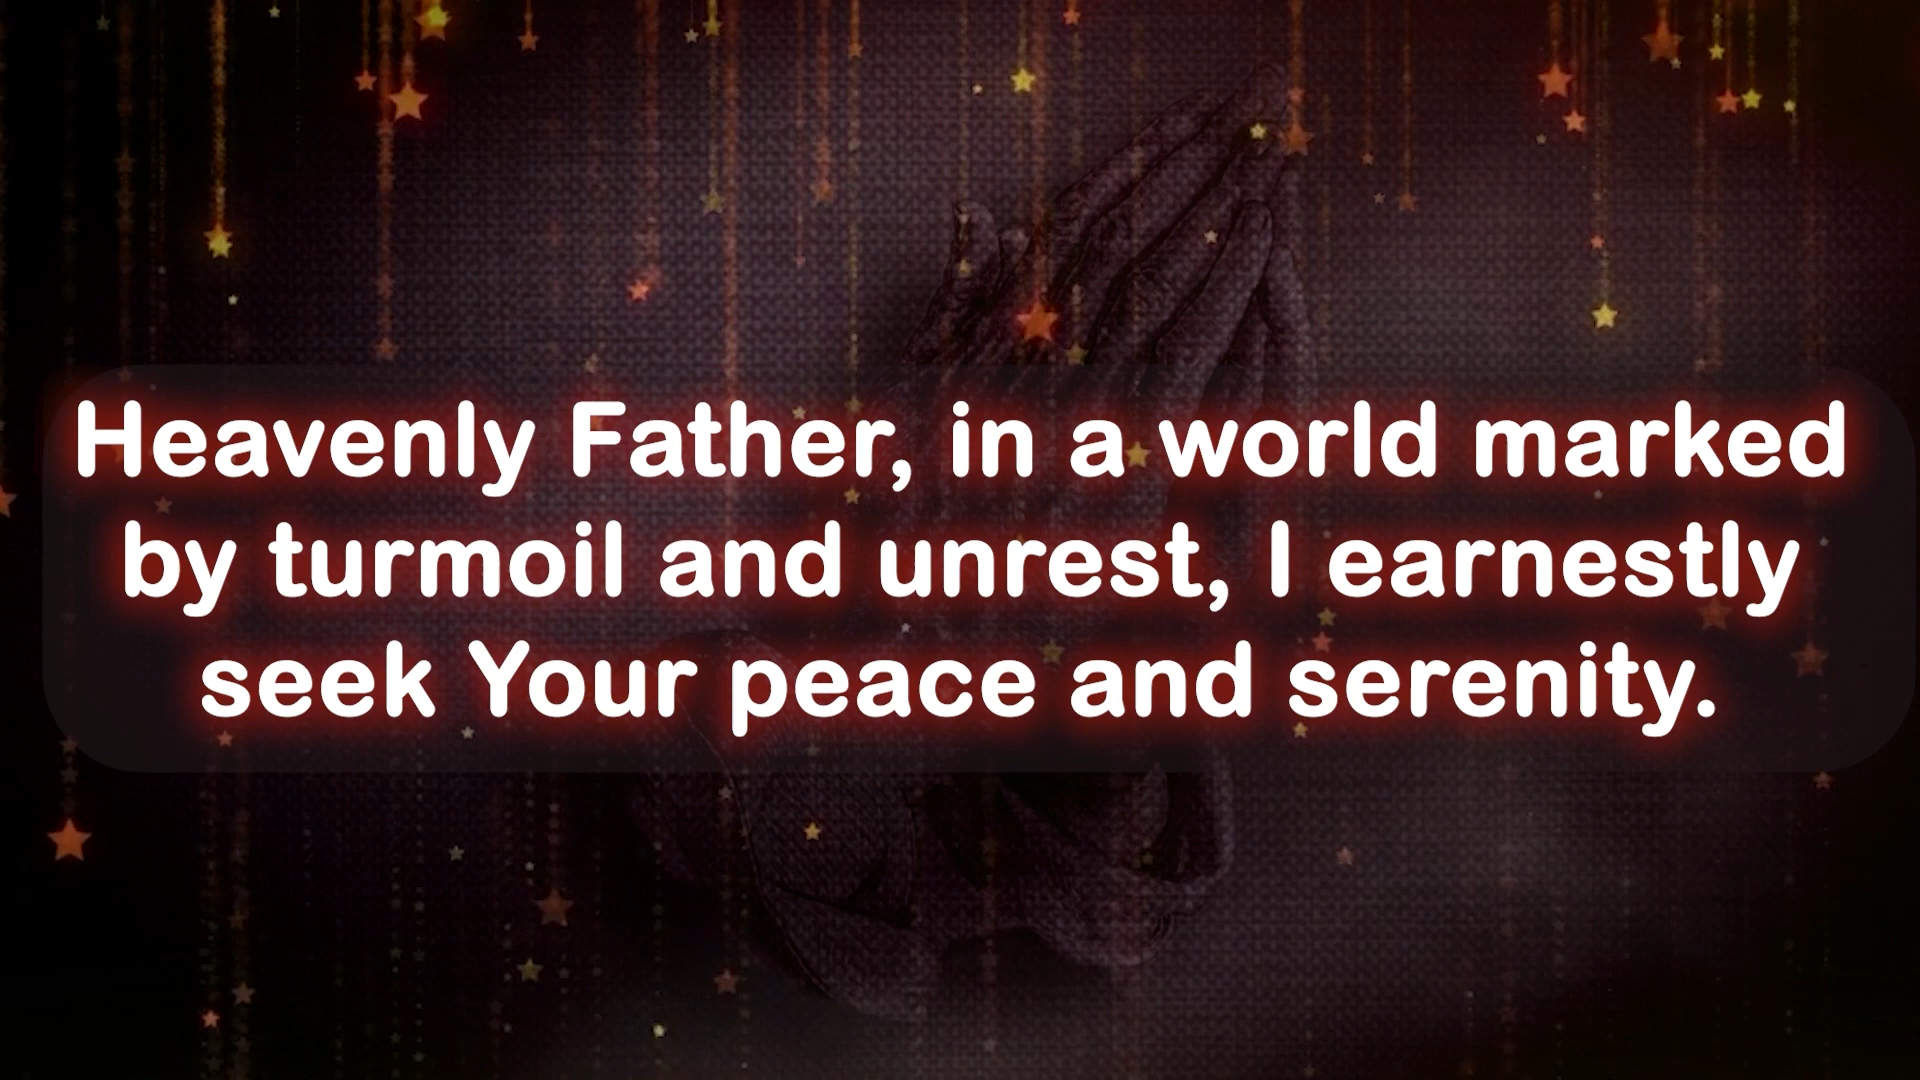 Heavenly Father, in a world marked
by turmoil and unrest, I earnestly
seek Your peace and serenity.